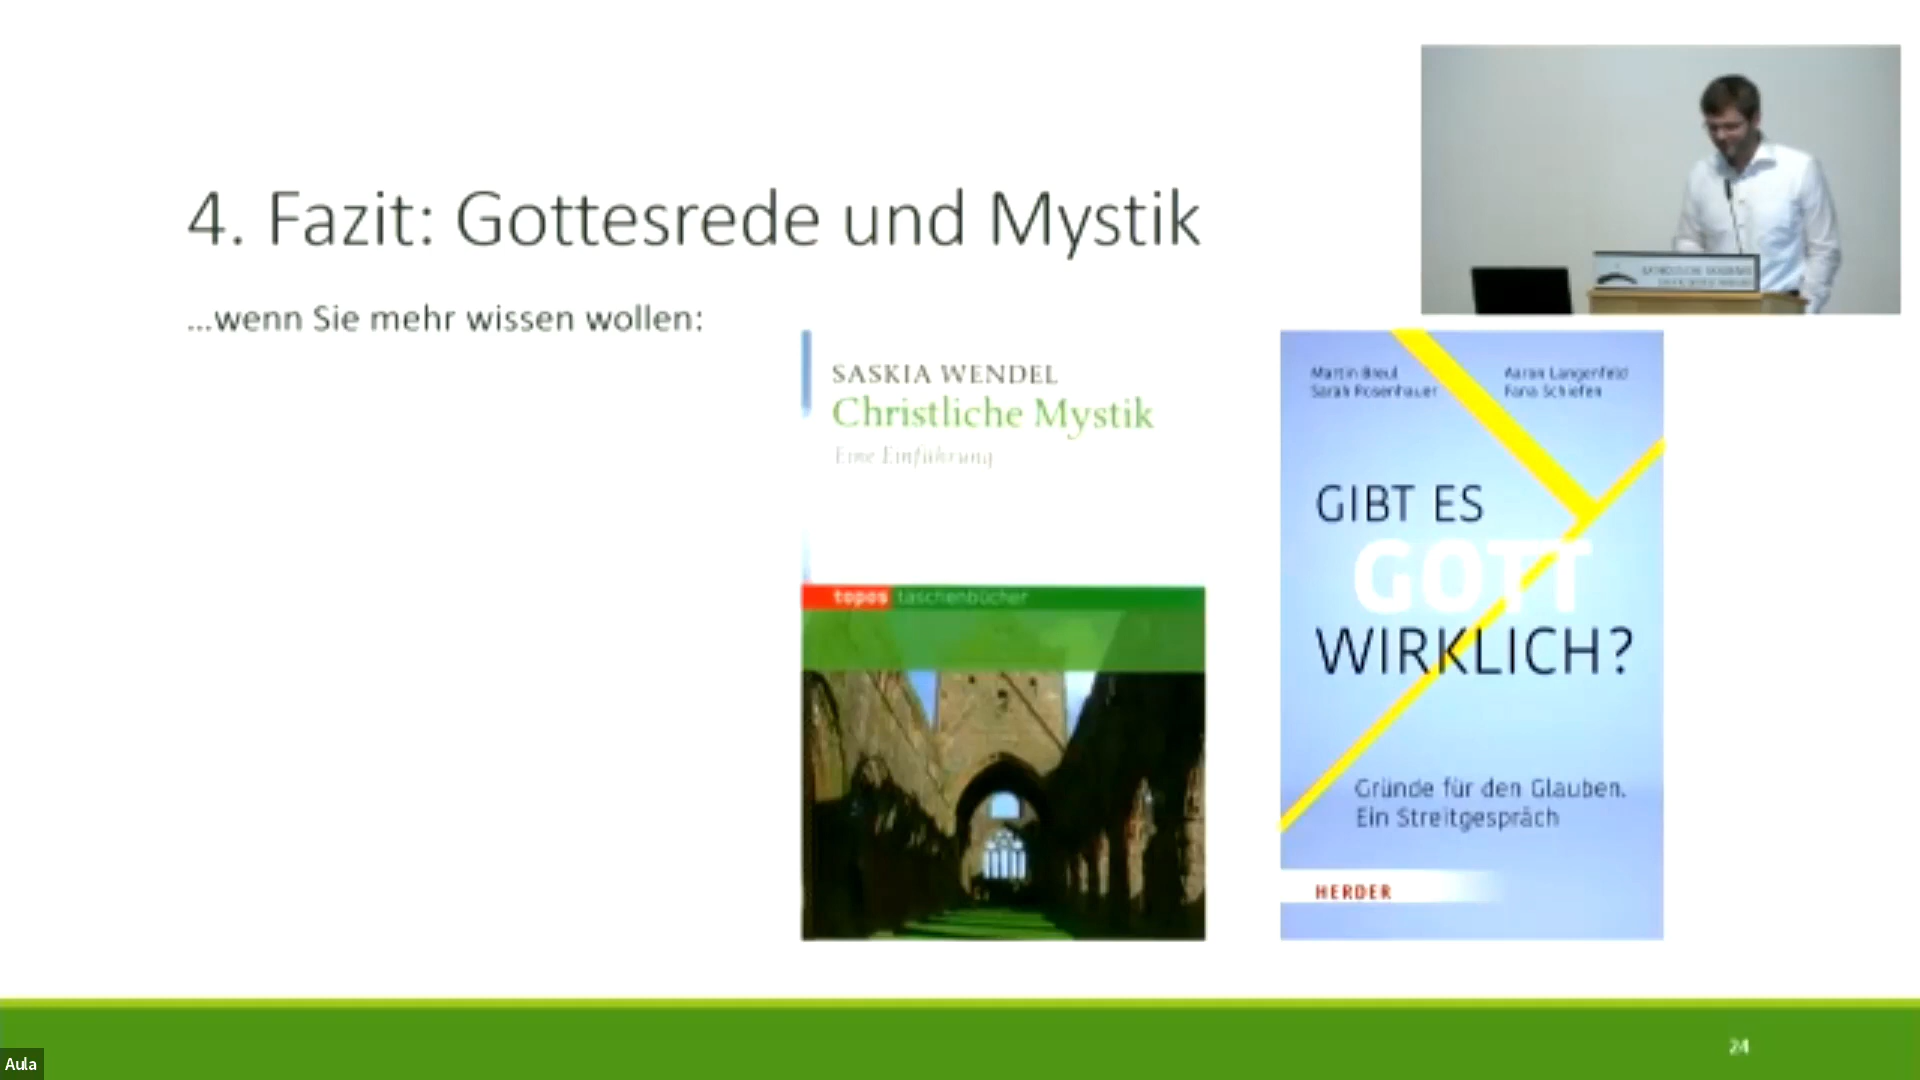 4. Fazit: Gottesrede und Mystik
...wenn Sie mehr wissen wollen:
SASKIA WENDEL
Christliche Mystik
Eine Einführung
topos taschenbücher
Martin Breul
Sarah Rosenhauer
Aaron Langenfeld
Fana Schiefen
GIBT ES
GOTT
WIRKLICH?
Gründe für den Glauben.
Ein Streitgespräch
HERDER
KATHOLISCHE AKADEMIE
24
Aula